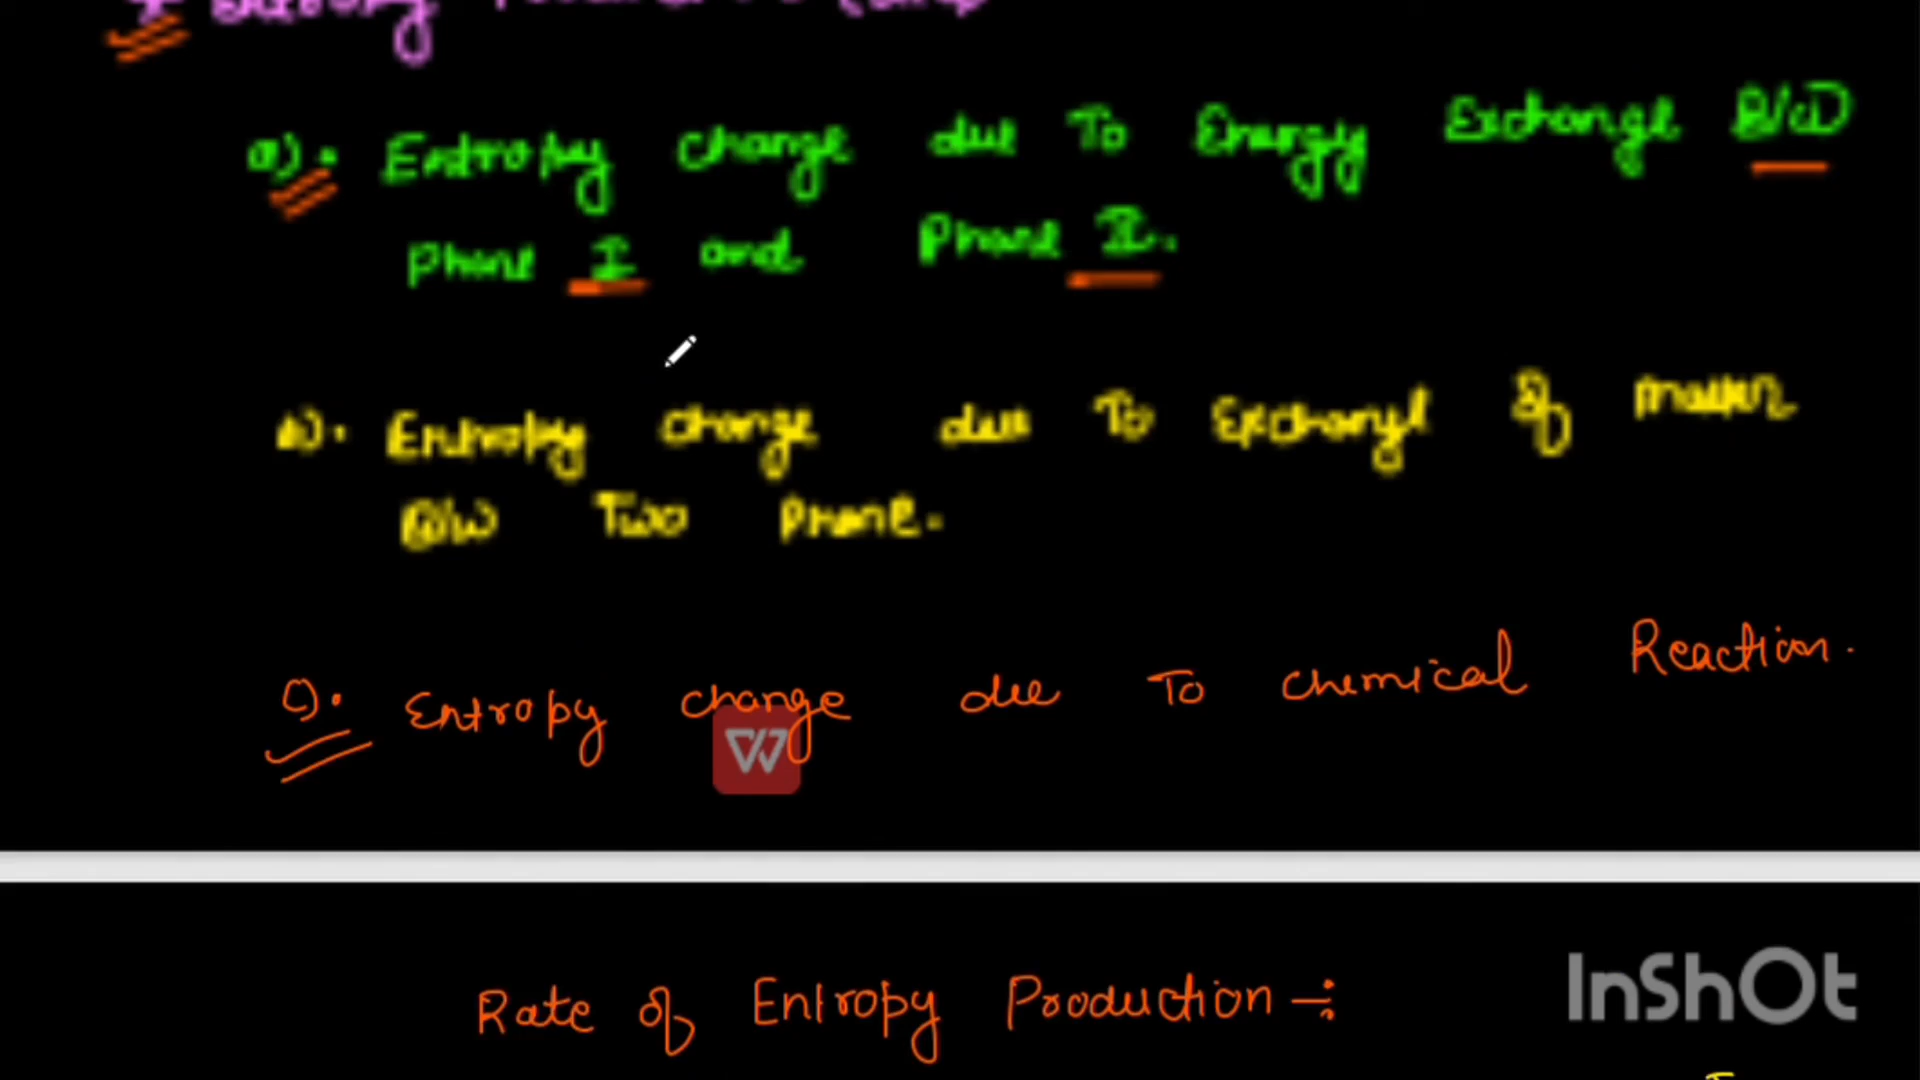 Entropy
a). Entropy change due To Energy Exchange B/W
Phase I and Phase II.
b). Entropy change due To Exchange of matter
B/W Two Phase.
c). Entropy change due To chemical Reaction.
W
Rate of Entropy Production -:
InShOt